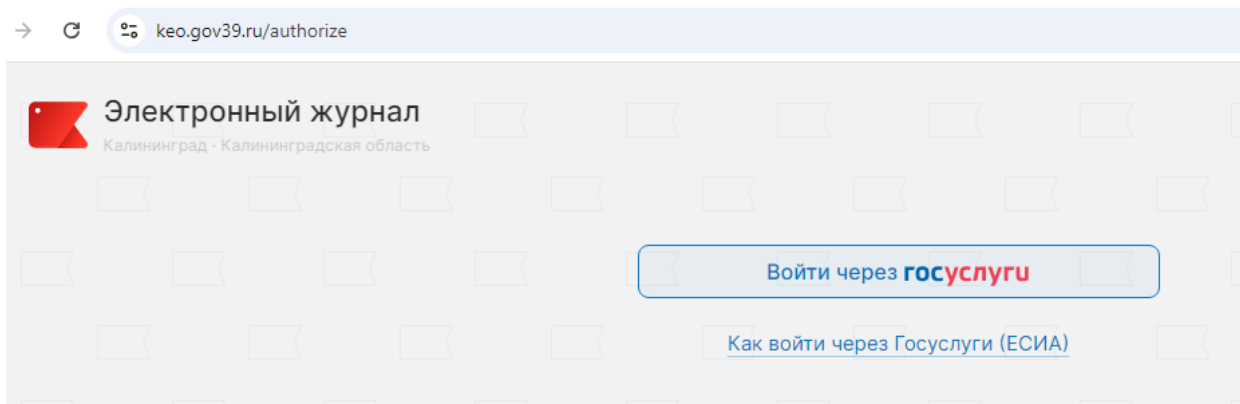 keo.gov39.ru/authorize
Электронный журнал
Калининград · Калининградская область
Войти через госуслуги
Как войти через Госуслуги (ЕСИА)